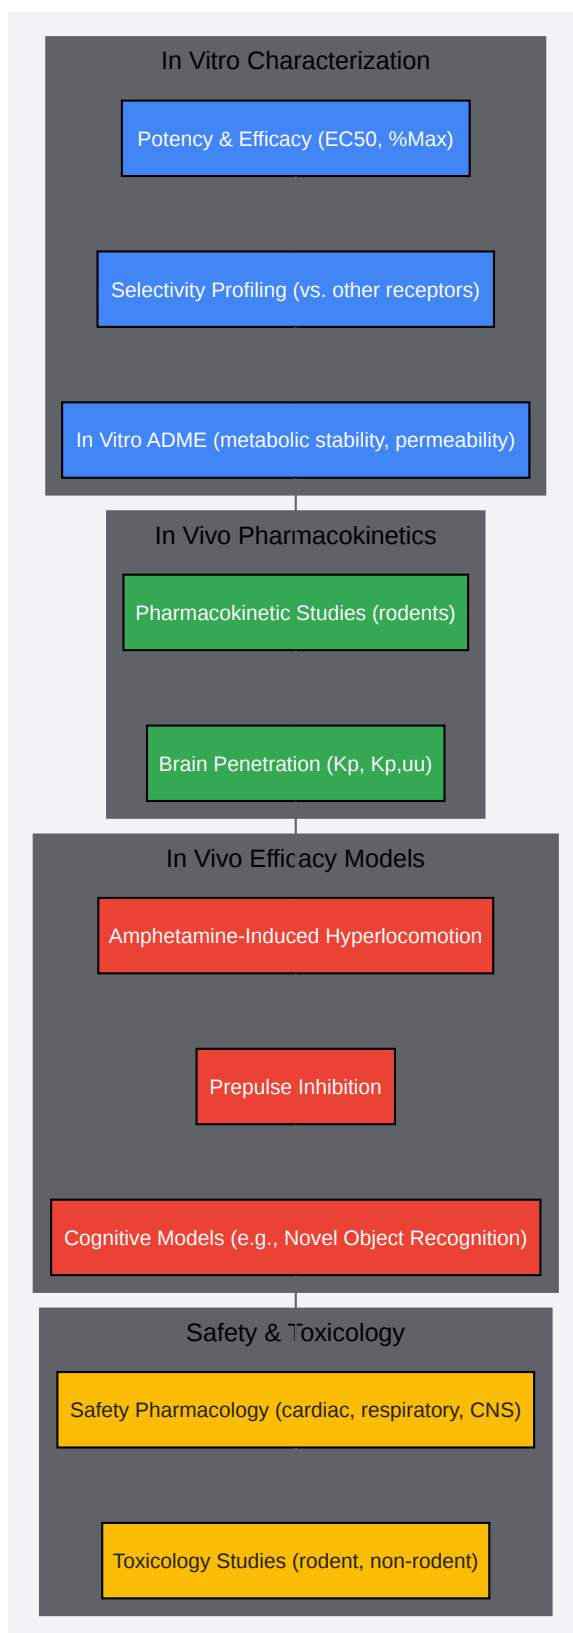 In Vitro Characterization
Potency & Efficacy (EC50, %Max)
Selectivity Profiling (vs. other receptors)
In Vitro ADME (metabolic stability, permeability)
In Vivo Pharmacokinetics
Pharmacokinetic Studies (rodents)
Brain Penetration (Kp, Kp,uu)
In Vivo Efficacy Models
Amphetamine-Induced Hyperlocomotion
Prepulse Inhibition
Cognitive Models (e.g., Novel Object Recognition)
Safety & Toxicology
Safety Pharmacology (cardiac, respiratory, CNS)
Toxicology Studies (rodent, non-rodent)